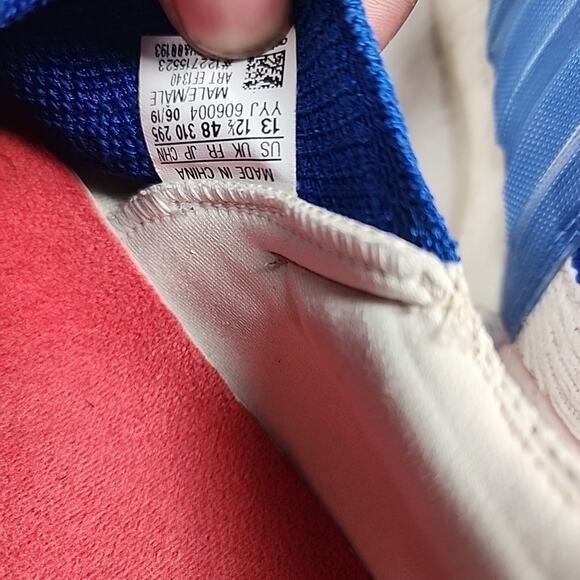 MADE IN CHINA
US UK FR JP CHN
13 12½ 48 310 295
YYJ 606004 06/19
MALE/MALE
ART EF1340
#122715523